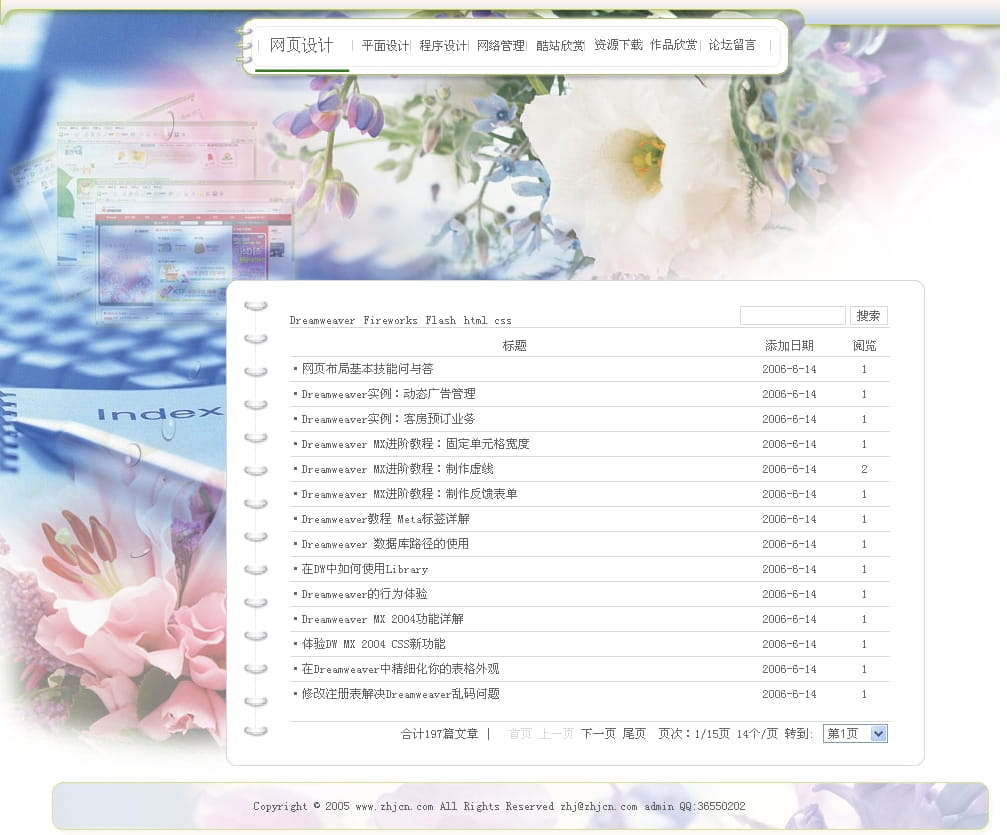 网页设计 平面设计 程序设计 网络管理 酷站欣赏 资源下载 作品欣赏 论坛留言
Dreamweaver Fireworks Flash html css 搜索
标题 添加日期 阅览
网页布局基本技能问与答 2006-6-14 1
Dreamweaver实例：动态广告管理 2006-6-14 1
Dreamweaver实例：客房预订业务 2006-6-14 1
Dreamweaver MX进阶教程：固定单元格宽度 2006-6-14 1
Dreamweaver MX进阶教程：制作虚线 2006-6-14 2
Dreamweaver MX进阶教程：制作反馈表单 2006-6-14 1
Dreamweaver教程 Meta标签详解 2006-6-14 1
Dreamweaver 数据库路径的使用 2006-6-14 1
在DW中如何使用Library 2006-6-14 1
Dreamweaver的行为体验 2006-6-14 1
Dreamweaver MX 2004功能详解 2006-6-14 1
体验DW MX 2004 CSS新功能 2006-6-14 1
在Dreamweaver中精细化你的表格外观 2006-6-14 1
修改注册表解决Dreamweaver乱码问题 2006-6-14 1
合计197篇文章 | 首页 上一页 下一页 尾页 页次：1/15页 14个/页 转到: 第1页
Index
Copyright © 2005 www.zhjcn.com All Rights Reserved zhj@zhjcn.com admin QQ:36550202